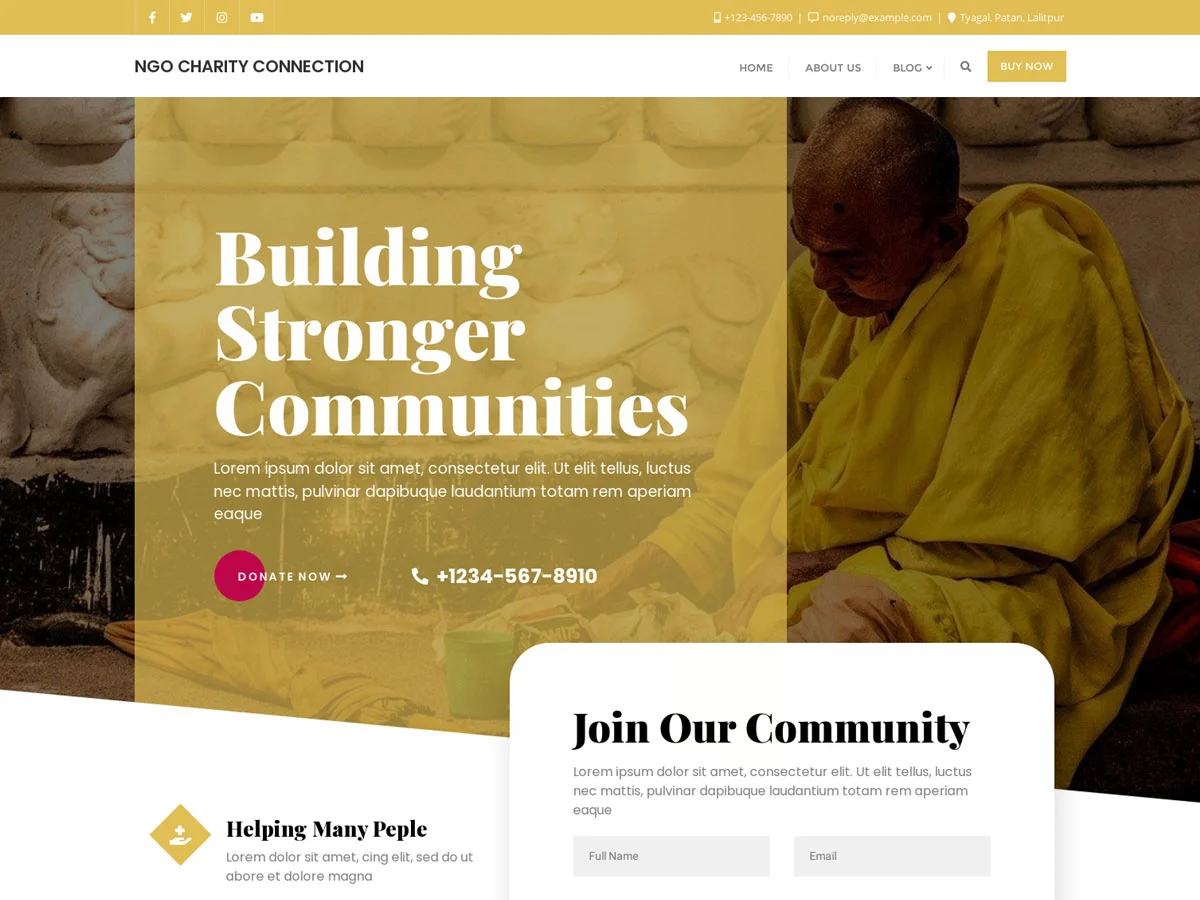 +123-456-7890 | noreply@example.com | Tyagal, Patan, Lalitpur
NGO CHARITY CONNECTION
HOME ABOUT US BLOG BUY NOW
Building
Stronger
Communities
Lorem ipsum dolor sit amet, consectetur elit. Ut elit tellus, luctus
nec mattis, pulvinar dapibuque laudantium totam rem aperiam
eaque
DONATE NOW
+1234-567-8910
Join Our Community
Lorem ipsum dolor sit amet, consectetur elit. Ut elit tellus, luctus
nec mattis, pulvinar dapibuque laudantium totam rem aperiam
eaque
Full Name
Email
Helping Many Peple
Lorem dolor sit amet, cing elit, sed do ut
abore et dolore magna